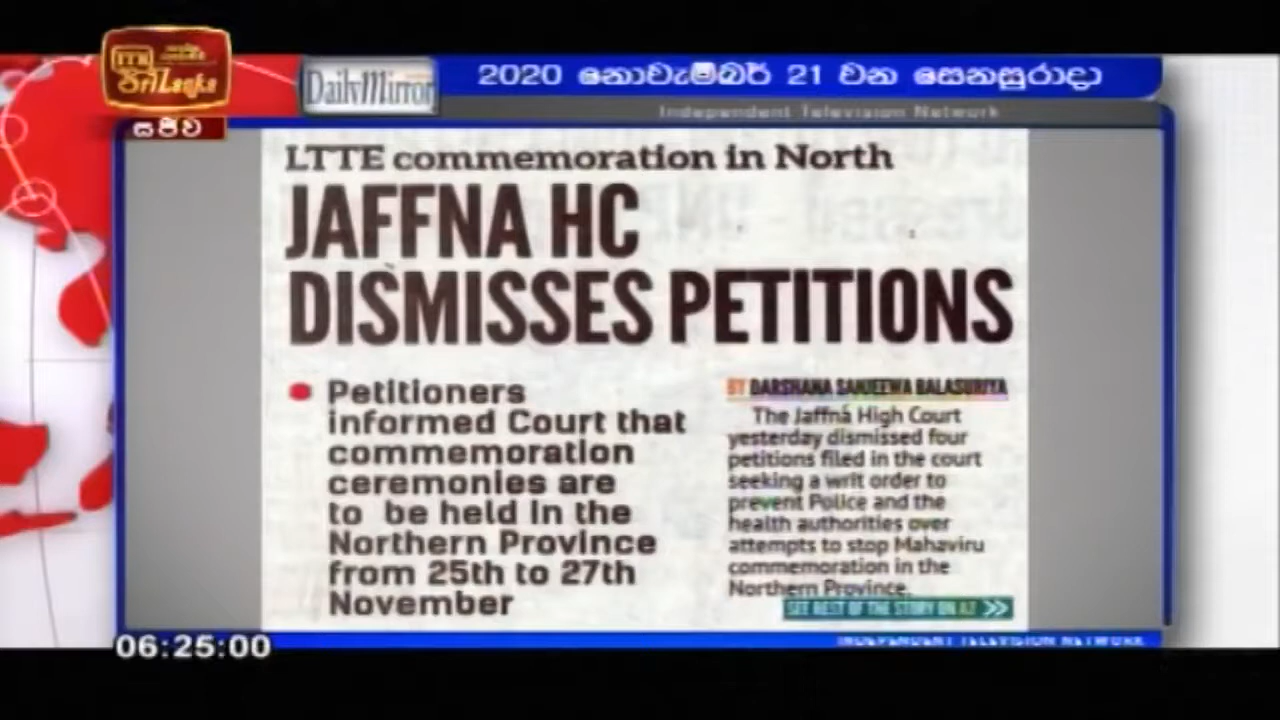 ITN
Sri Lanka
සජීව
DailyMirror
2020 නොවැම්බර් 21 වන සෙනසුරාදා
Independent Television Network
LTTE commemoration in North
JAFFNA HC
DISMISSES PETITIONS
Petitioners
informed Court that
commemoration
ceremonies are
to be held in the
Northern Province
from 25th to 27th
November
BY DARSHANA SANJEEWA BALASURIYA
The Jaffna High Court
yesterday dismissed four
petitions filed in the court
seeking a writ order to
prevent Police and the
health authorities over
attempts to stop Mahaviru
commemoration in the
Northern Province.
SEE REST OF THE STORY ON A2
INDEPENDENT TELEVISION NETWORK
06:25:00